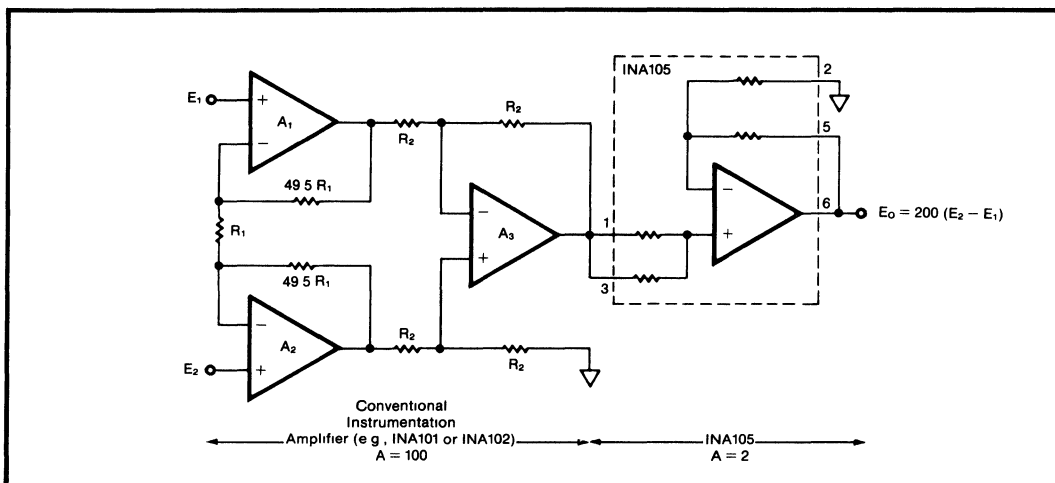 INA105
2
E₁
+
A₁
−
R₂
R₂
5
49 5 R₁
−
A₃
+
−
+
6
E₀ = 200 (E₂ − E₁)
R₁
1
3
49 5 R₁
−
A₂
+
E₂
R₂
R₂
Conventional
Instrumentation
Amplifier (e g , INA101 or INA102)
A = 100
INA105
A = 2